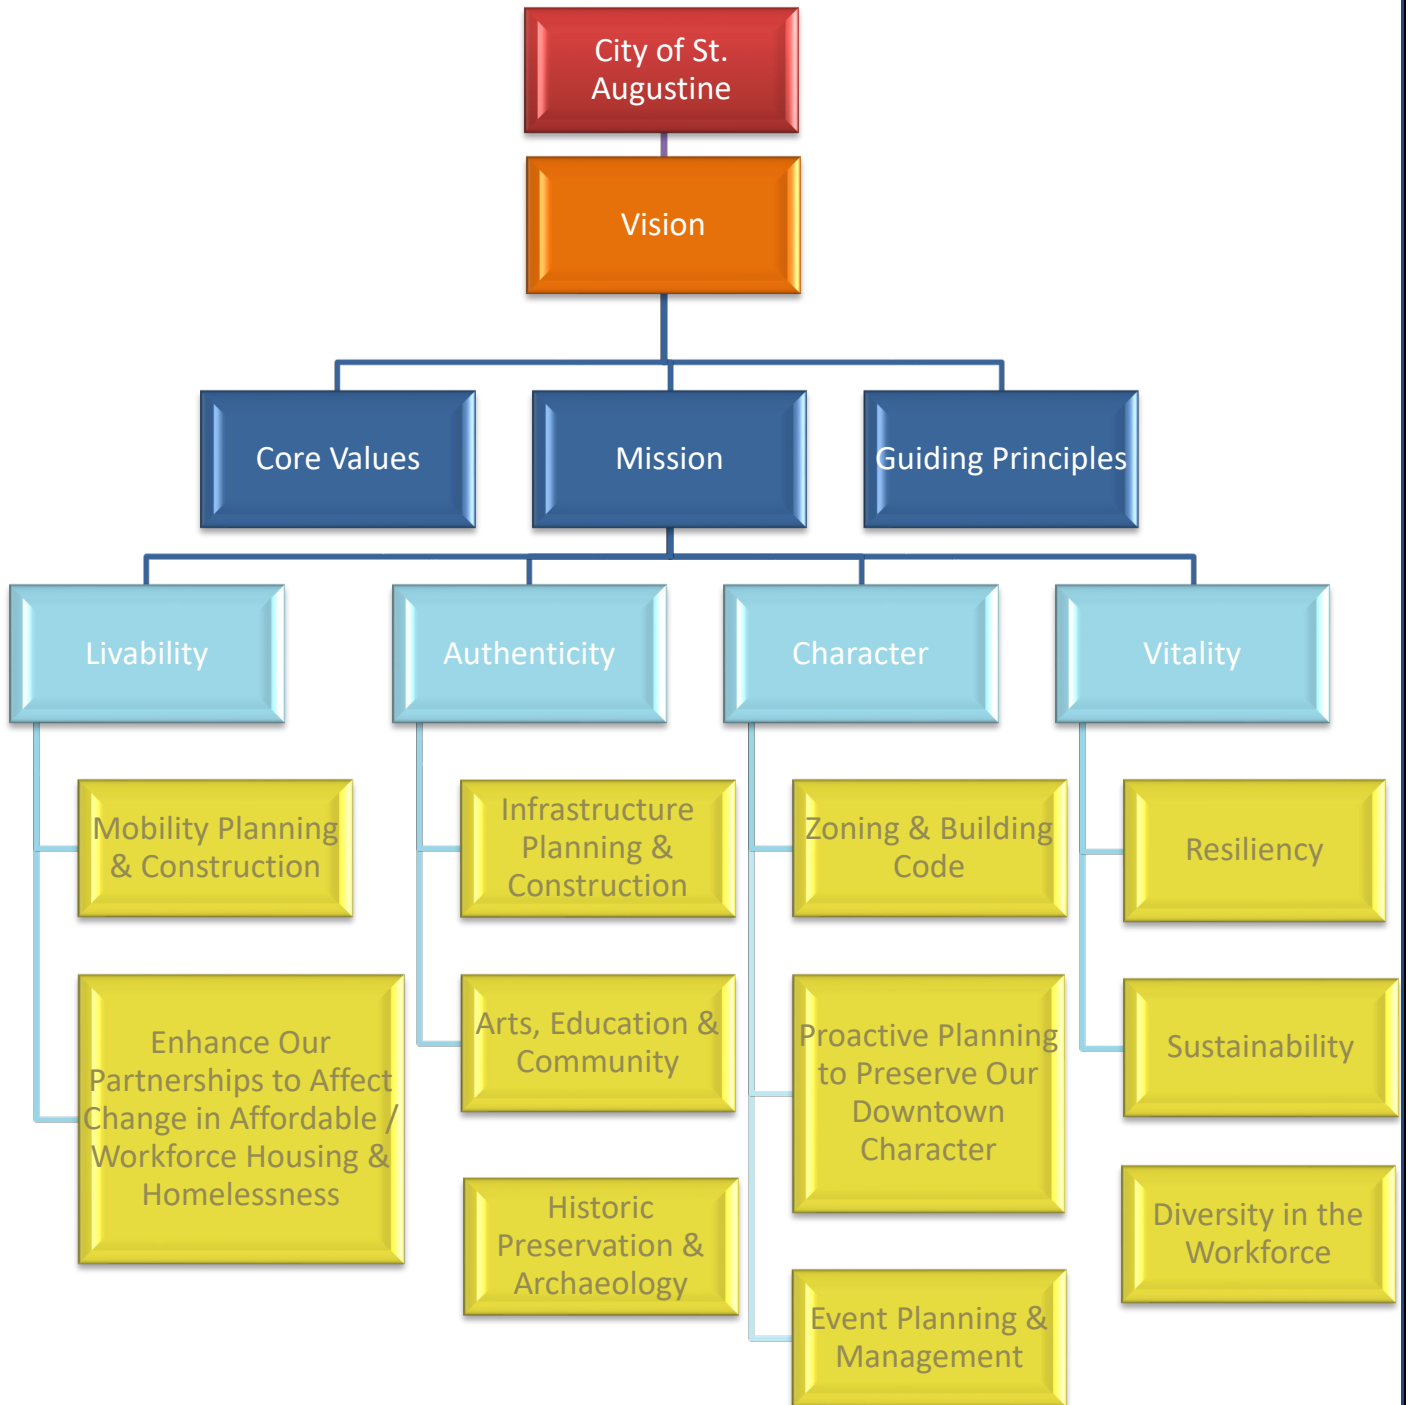 City of St.
Augustine
Vision
Core Values
Mission
Guiding Principles
Livability
Authenticity
Character
Vitality
Mobility Planning
& Construction
Enhance Our
Partnerships to Affect
Change in Affordable /
Workforce Housing &
Homelessness
Infrastructure
Planning &
Construction
Arts, Education &
Community
Historic
Preservation &
Archaeology
Zoning & Building
Code
Proactive Planning
to Preserve Our
Downtown
Character
Event Planning &
Management
Resiliency
Sustainability
Diversity in the
Workforce